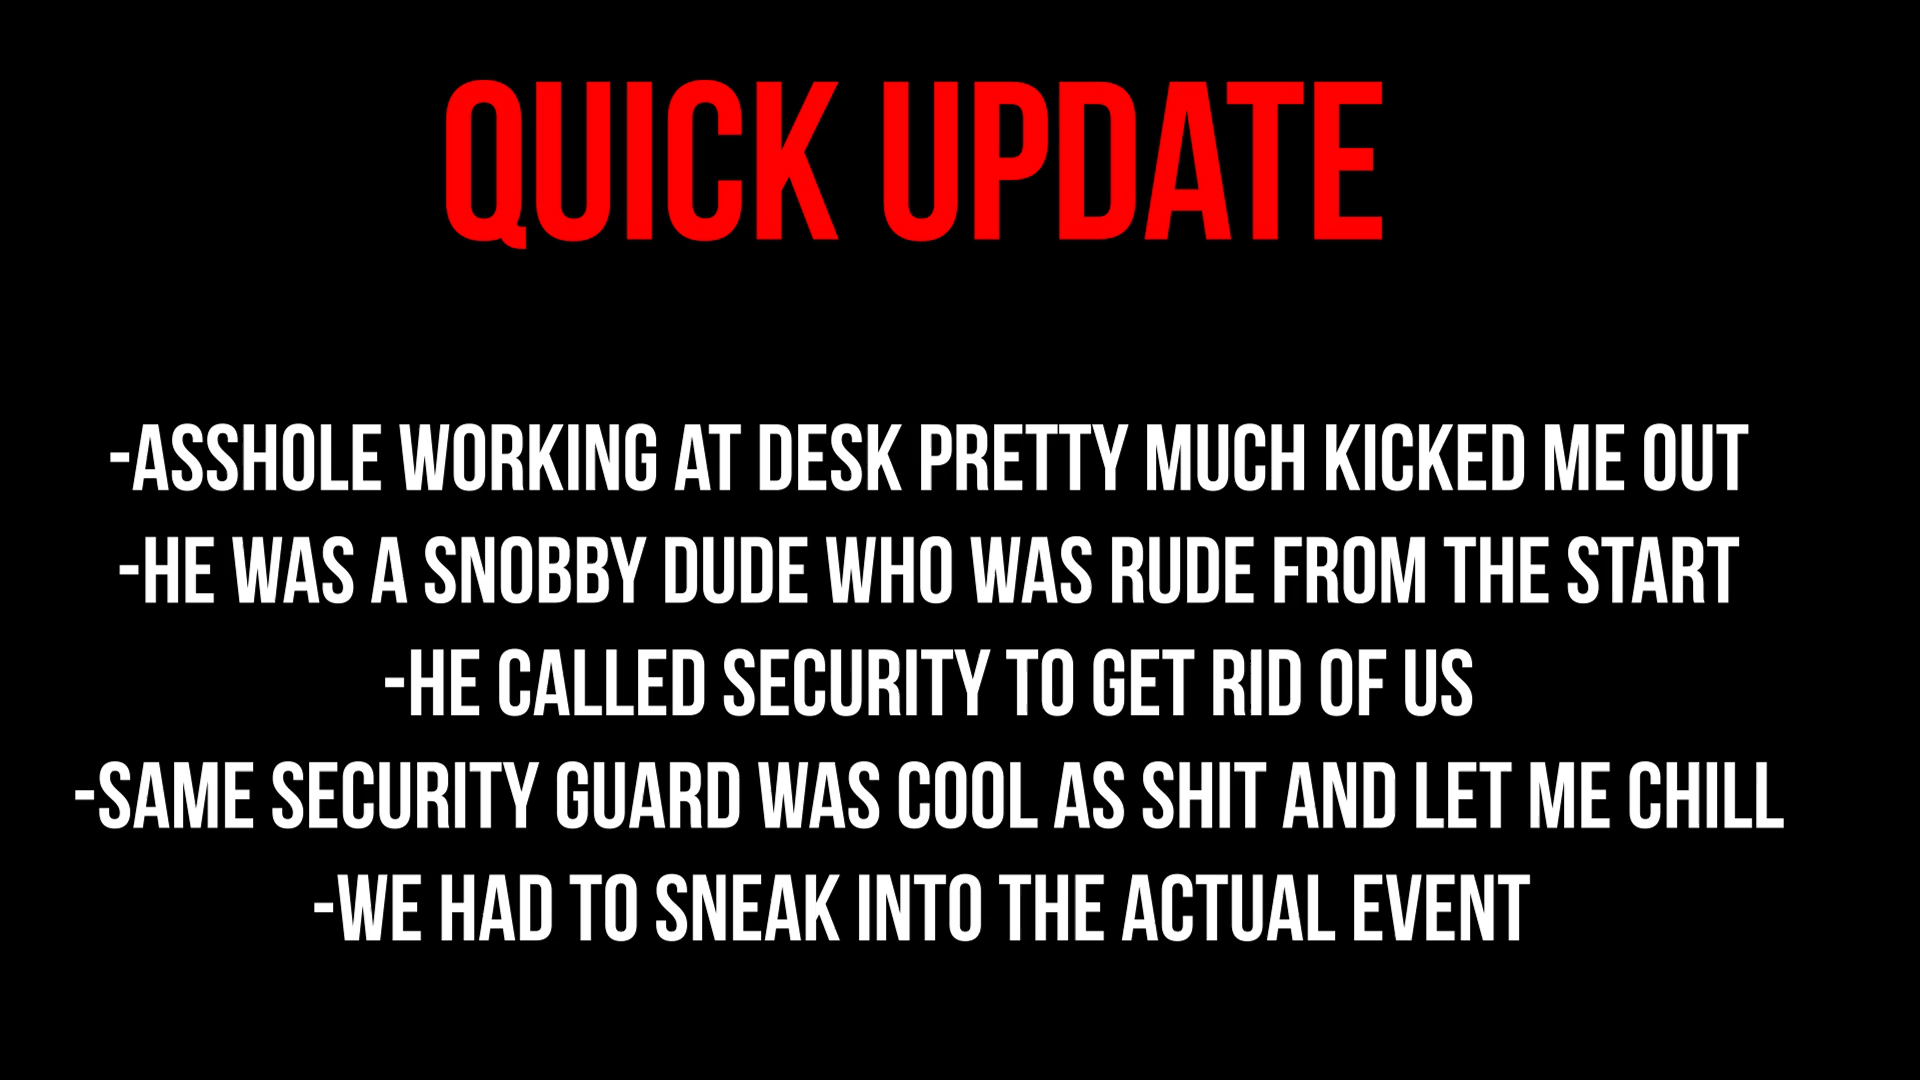 QUICK UPDATE
-ASSHOLE WORKING AT DESK PRETTY MUCH KICKED ME OUT
-HE WAS A SNOBBY DUDE WHO WAS RUDE FROM THE START
-HE CALLED SECURITY TO GET RID OF US
-SAME SECURITY GUARD WAS COOL AS SHIT AND LET ME CHILL
-WE HAD TO SNEAK INTO THE ACTUAL EVENT